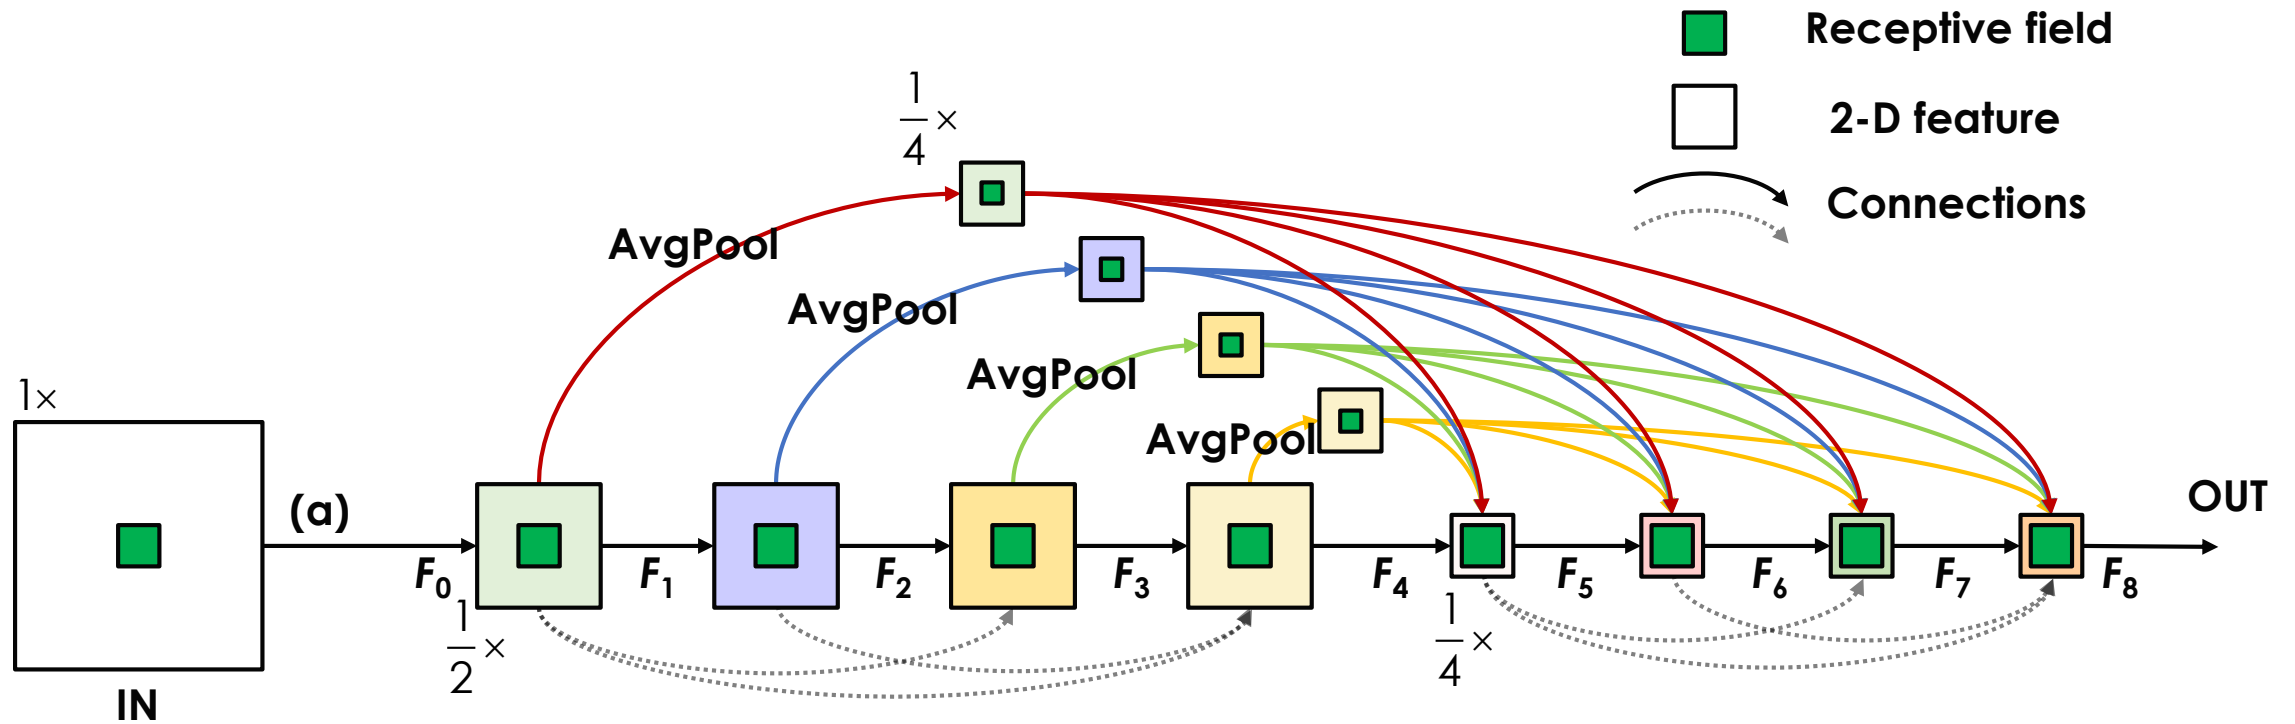 Receptive field
2-D feature
Connections
1/4 ×
AvgPool
AvgPool
AvgPool
AvgPool
1×
(a)
OUT
F0 F1 F2 F3 F4 F5 F6 F7 F8
1/2 ×
1/4 ×
IN